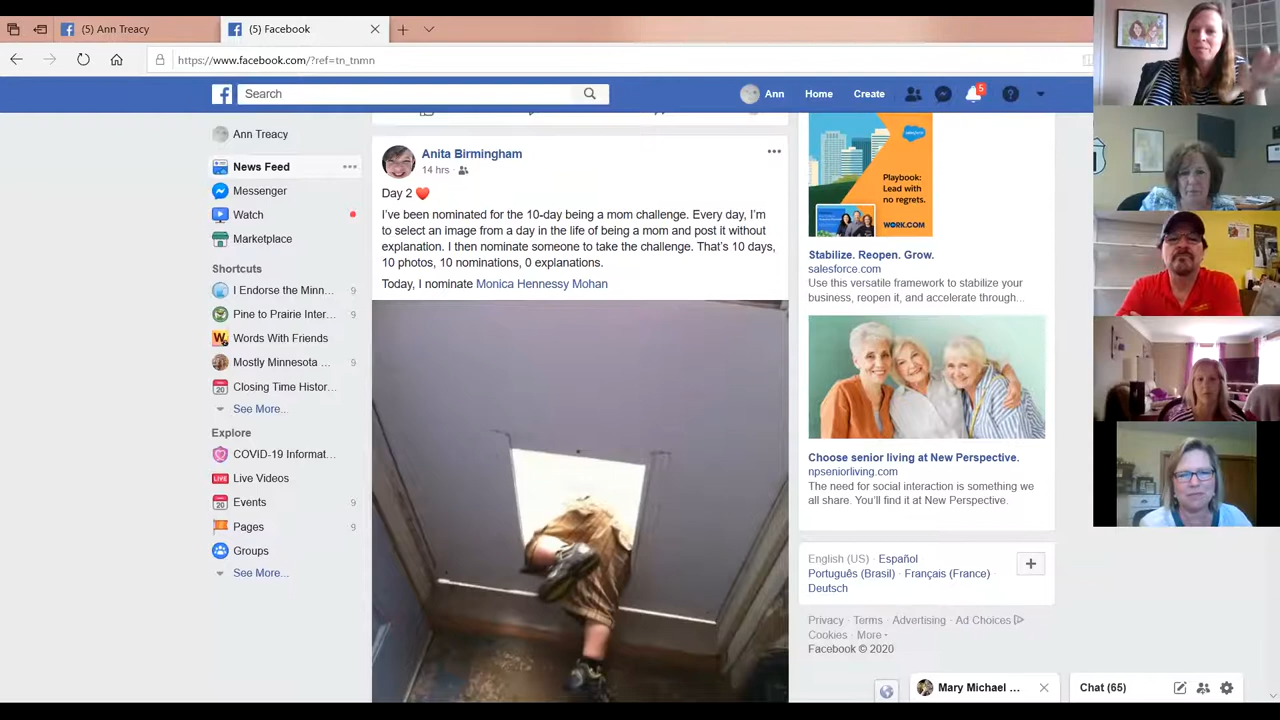 (5) Ann Treacy
(5) Facebook
https://www.facebook.com/?ref=tn_tnmn
Search
Ann
Home
Create
5
Ann Treacy
News Feed
Messenger
Watch
Marketplace
Shortcuts
I Endorse the Minn... 9
Pine to Prairie Inter... 9
Words With Friends
Mostly Minnesota ... 9
Closing Time Histor...
See More...
Explore
COVID-19 Informat...
Live Videos
Events 9
Pages 9
Groups
See More...
Anita Birmingham
14 hrs
Day 2
I've been nominated for the 10-day being a mom challenge. Every day, I'm
to select an image from a day in the life of being a mom and post it without
explanation. I then nominate someone to take the challenge. That's 10 days,
10 photos, 10 nominations, 0 explanations.
Today, I nominate Monica Hennessy Mohan
salesforce
Playbook:
Lead with
no regrets.
WORK.COM
Stabilize. Reopen. Grow.
salesforce.com
Use this versatile framework to stabilize your
business, reopen it, and accelerate through...
Choose senior living at New Perspective.
npseniorliving.com
The need for social interaction is something we
all share. You'll find it at New Perspective.
English (US) · Español
Português (Brasil) · Français (France) ·
Deutsch
Privacy · Terms · Advertising · Ad Choices
Cookies · More
Facebook © 2020
Mary Michael ...
Chat (65)